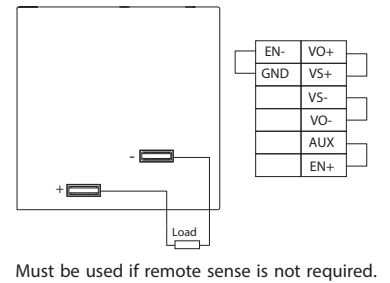 EN- VO+
GND VS+
VS-
VO-
AUX
EN+
-
+
Load
Must be used if remote sense is not required.